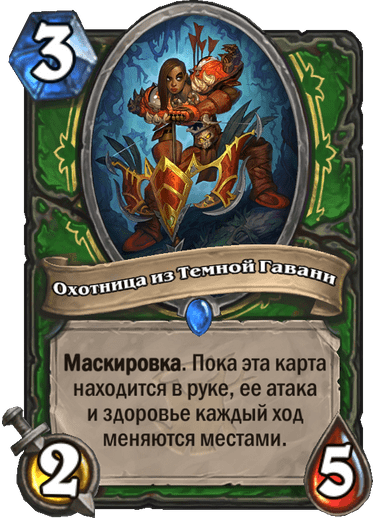 3
Охотница из Темной Гавани
Маскировка. Пока эта карта
находится в руке, ее атака
и здоровье каждый ход
меняются местами.
2
5